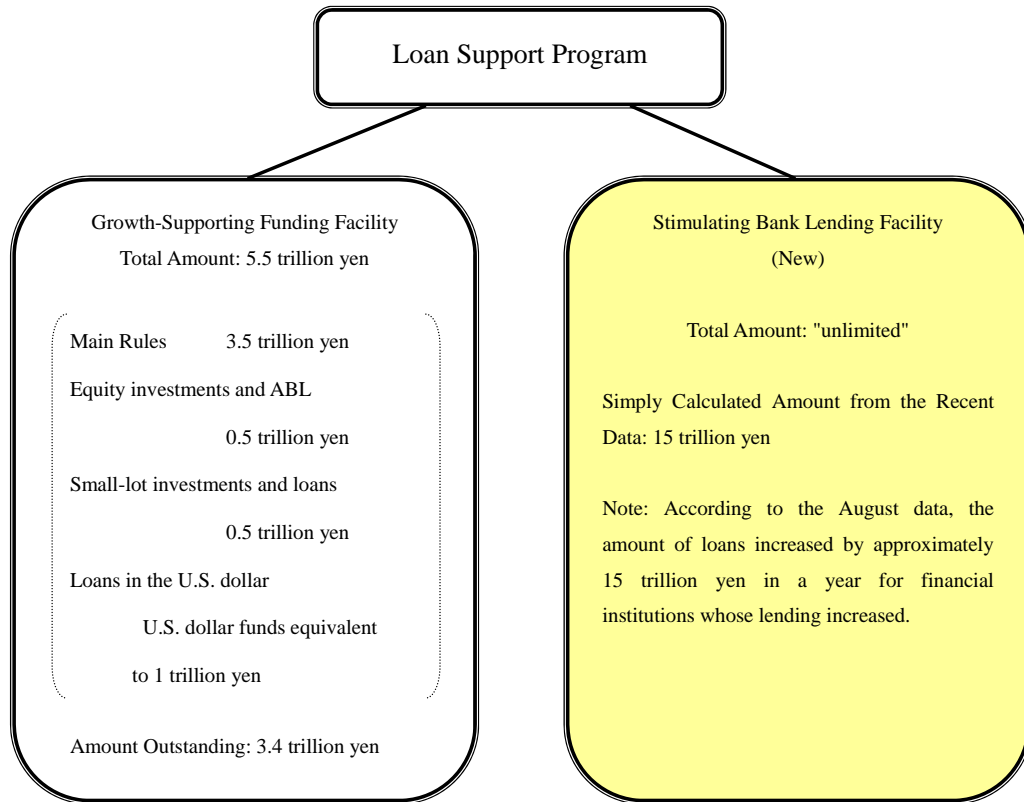 Loan Support Program
Growth-Supporting Funding Facility
Total Amount: 5.5 trillion yen
Main Rules 3.5 trillion yen
Equity investments and ABL
0.5 trillion yen
Small-lot investments and loans
0.5 trillion yen
Loans in the U.S. dollar
U.S. dollar funds equivalent
to 1 trillion yen
Amount Outstanding: 3.4 trillion yen
Stimulating Bank Lending Facility
(New)
Total Amount: "unlimited"
Simply Calculated Amount from the Recent
Data: 15 trillion yen
Note: According to the August data, the
amount of loans increased by approximately
15 trillion yen in a year for financial
institutions whose lending increased.